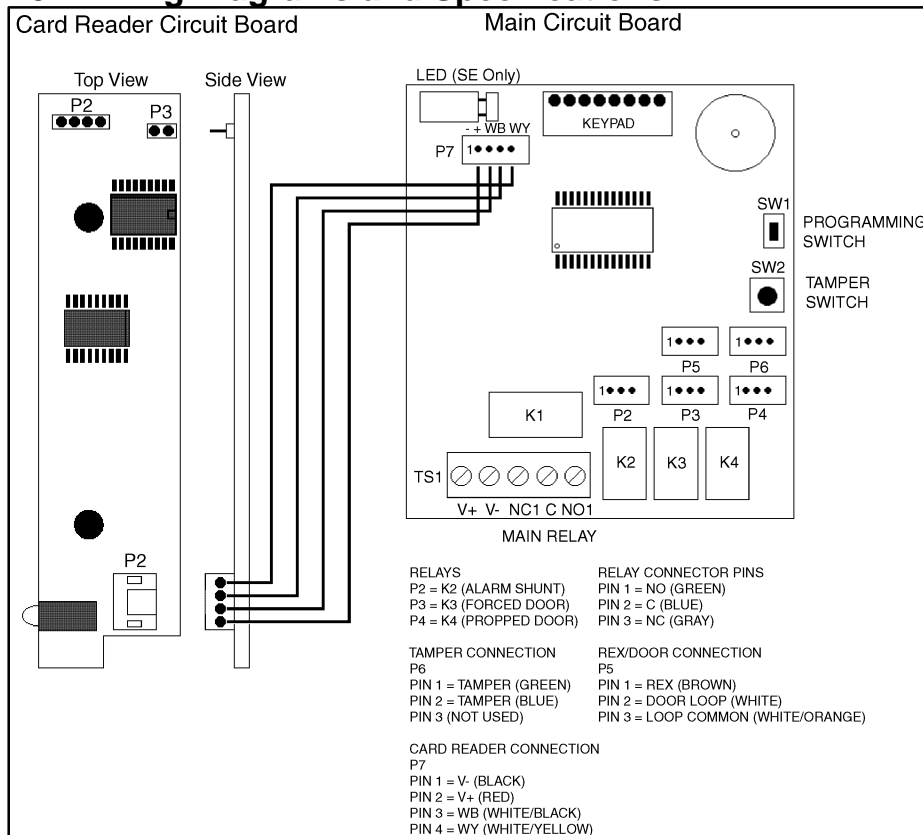 Card Reader Circuit Board
Main Circuit Board
Top View
Side View
LED (SE Only)
P2
P3
KEYPAD
- + WB WY
P7
1
SW1
PROGRAMMING
SWITCH
SW2
TAMPER
SWITCH
1
1
P5
P6
1
1
1
P2
P3
P4
K1
K2
K3
K4
TS1
V+ V- NC1 C NO1
MAIN RELAY
P2
RELAYS
P2 = K2 (ALARM SHUNT)
P3 = K3 (FORCED DOOR)
P4 = K4 (PROPPED DOOR)
RELAY CONNECTOR PINS
PIN 1 = NO (GREEN)
PIN 2 = C (BLUE)
PIN 3 = NC (GRAY)
TAMPER CONNECTION
P6
PIN 1 = TAMPER (GREEN)
PIN 2 = TAMPER (BLUE)
PIN 3 (NOT USED)
REX/DOOR CONNECTION
P5
PIN 1 = REX (BROWN)
PIN 2 = DOOR LOOP (WHITE)
PIN 3 = LOOP COMMON (WHITE/ORANGE)
CARD READER CONNECTION
P7
PIN 1 = V- (BLACK)
PIN 2 = V+ (RED)
PIN 3 = WB (WHITE/BLACK)
PIN 4 = WY (WHITE/YELLOW)